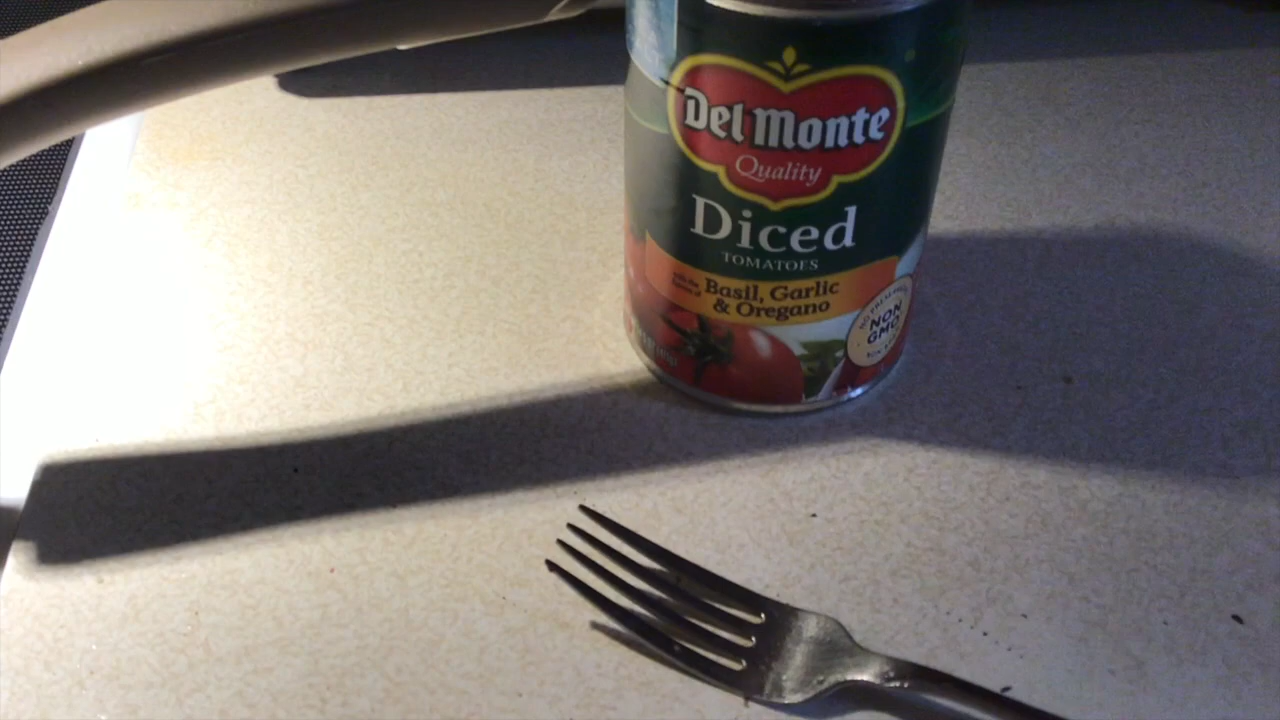 Del Monte
Quality
Diced
TOMATOES
Basil, Garlic
& Oregano
NON
GMO